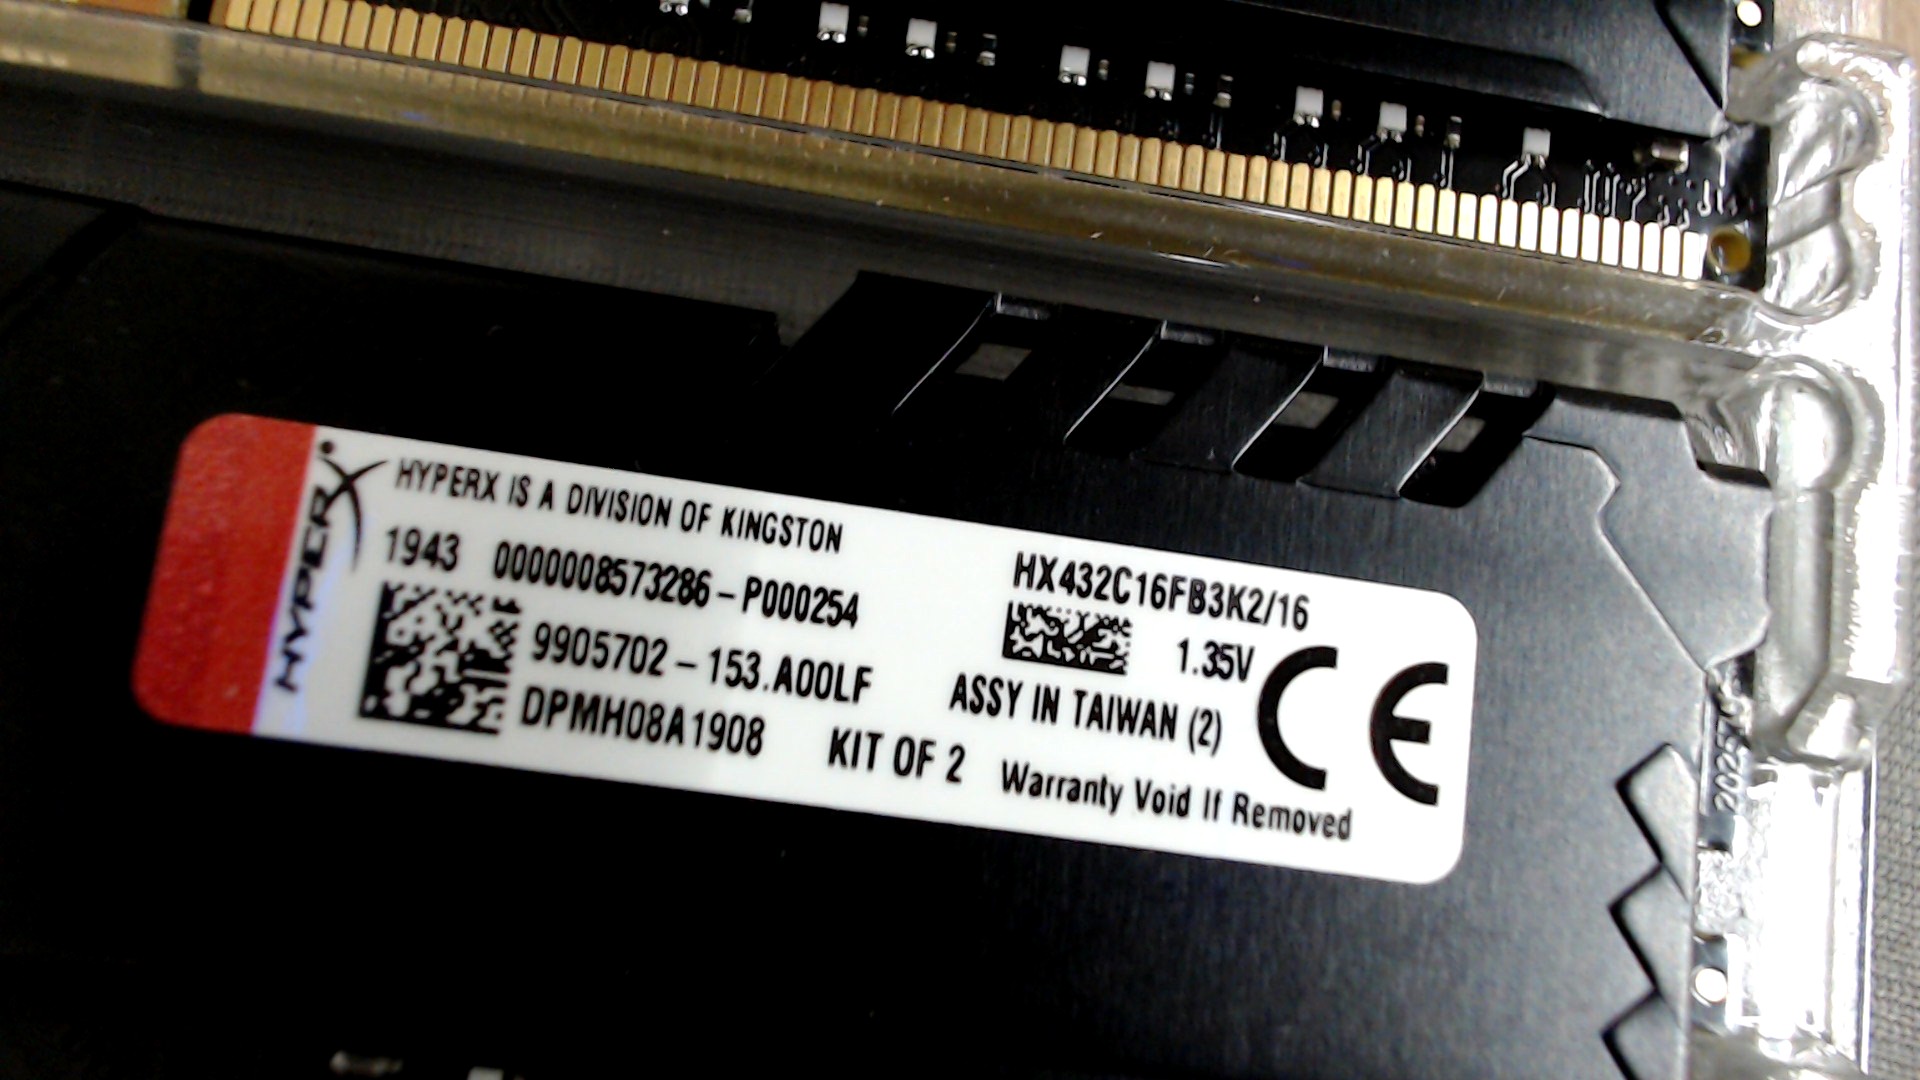 HYPERX
HYPERX IS A DIVISION OF KINGSTON
1943 0000008573286-P000254
HX432C16FB3K2/16
9905702-153.A00LF
1.35V
DPMH08A1908
ASSY IN TAIWAN (2)
CE
KIT OF 2
Warranty Void If Removed